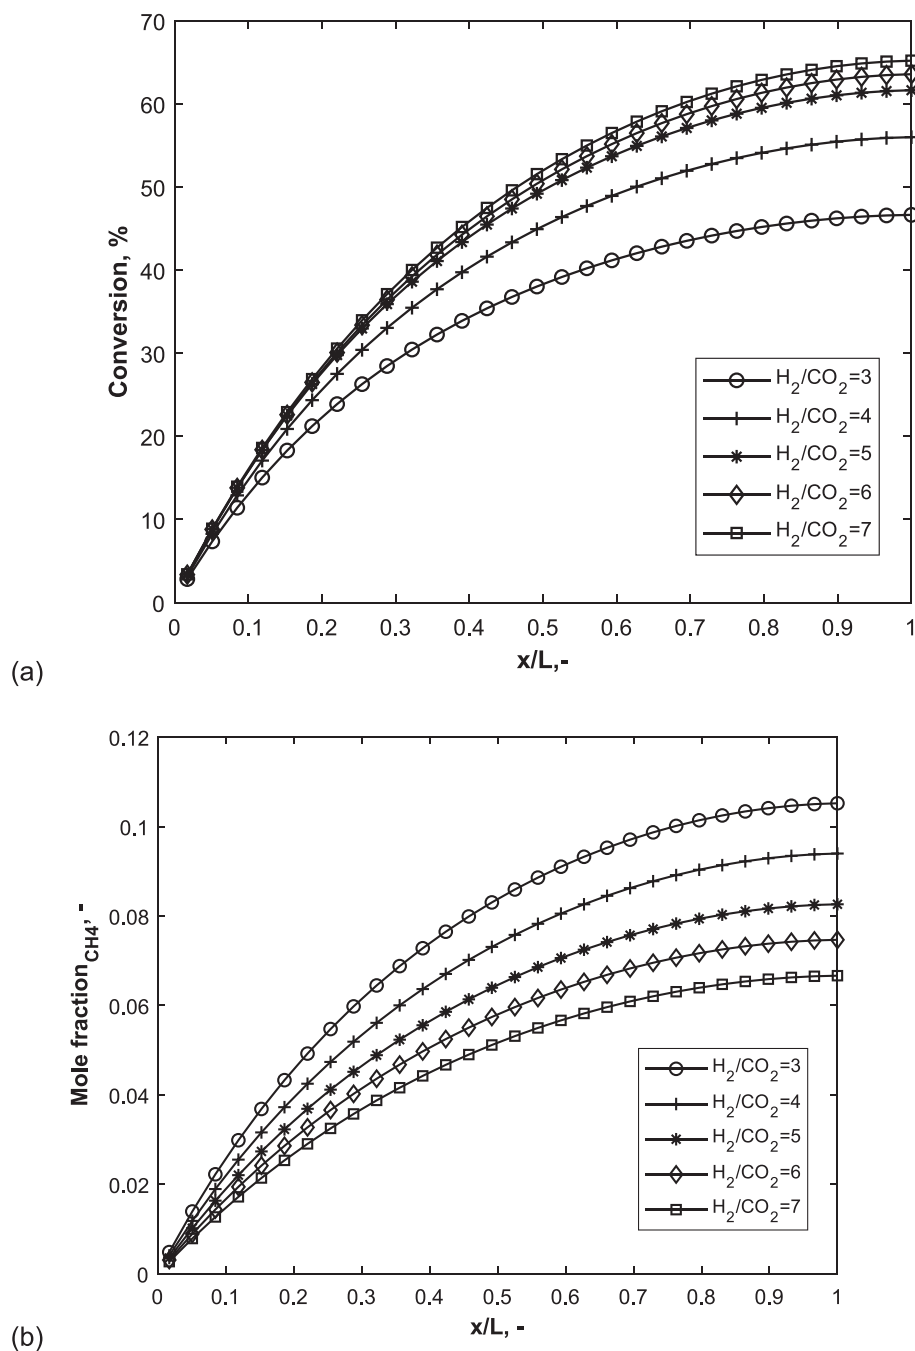 70
60
50
40
30
20
10
0
Conversion, %
H2/CO2=3
H2/CO2=4
H2/CO2=5
H2/CO2=6
H2/CO2=7
0 0.1 0.2 0.3 0.4 0.5 0.6 0.7 0.8 0.9 1
x/L,-
(a)
0.12
0.1
0.08
0.06
0.04
0.02
0
Mole fractionCH4, -
H2/CO2=3
H2/CO2=4
H2/CO2=5
H2/CO2=6
H2/CO2=7
0 0.1 0.2 0.3 0.4 0.5 0.6 0.7 0.8 0.9 1
x/L, -
(b)